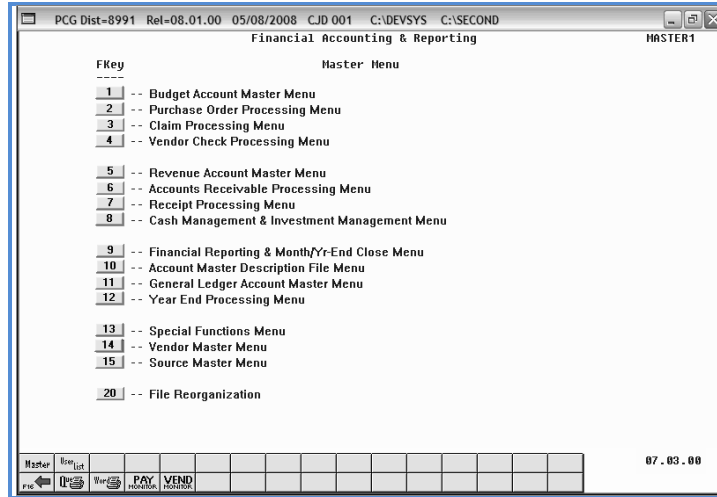 PCG Dist=8991 Rel=08.01.00 05/08/2008 CJD 001 C:\DEVSYS C:\SECOND
Financial Accounting & Reporting MASTER1
FKey Master Menu
----
1 -- Budget Account Master Menu
2 -- Purchase Order Processing Menu
3 -- Claim Processing Menu
4 -- Vendor Check Processing Menu
5 -- Revenue Account Master Menu
6 -- Accounts Receivable Processing Menu
7 -- Receipt Processing Menu
8 -- Cash Management & Investment Management Menu
9 -- Financial Reporting & Month/Yr-End Close Menu
10 -- Account Master Description File Menu
11 -- General Ledger Account Master Menu
12 -- Year End Processing Menu
13 -- Special Functions Menu
14 -- Vendor Master Menu
15 -- Source Master Menu
20 -- File Reorganization
Master User List 07.03.00
F16 PAY MONITOR VEND MONITOR